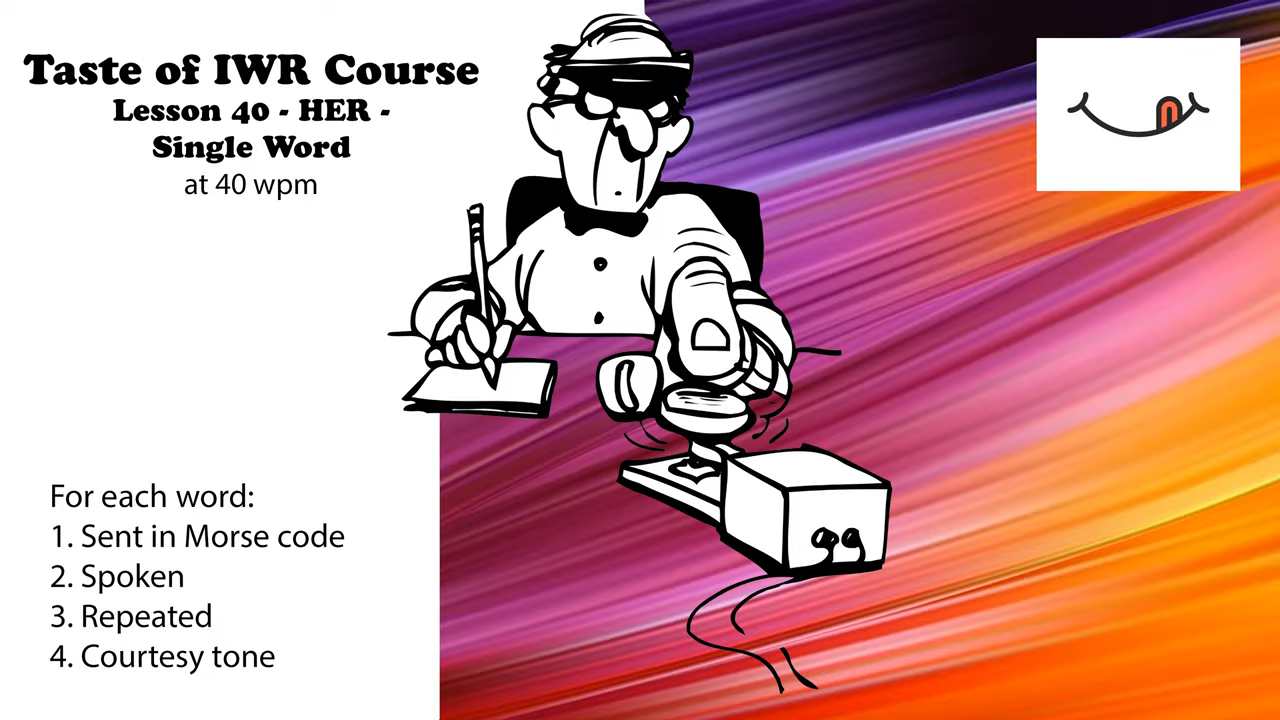 Taste of IWR Course
Lesson 40 - HER -
Single Word
at 40 wpm
For each word:
1. Sent in Morse code
2. Spoken
3. Repeated
4. Courtesy tone